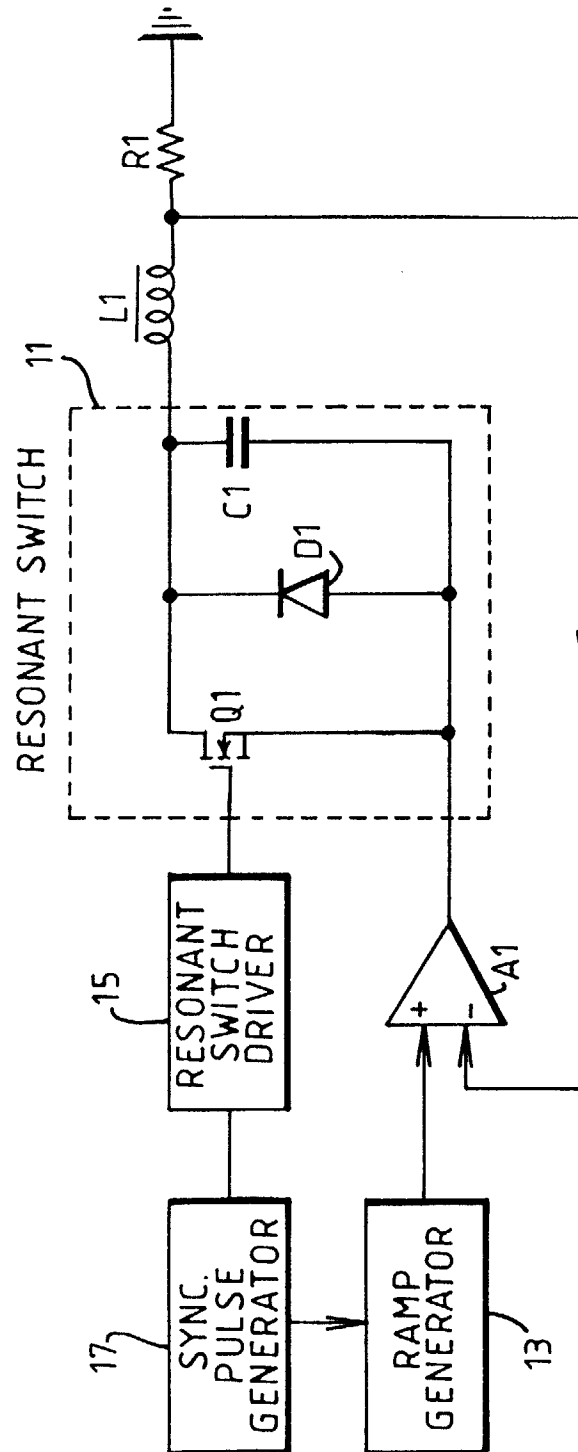 RESONANT SWITCH
11
L1
R1
C1
D1
Q1
15
RESONANT
SWITCH
DRIVER
17
SYNC.
PULSE
GENERATOR
RAMP
GENERATOR
13
+
−
A1